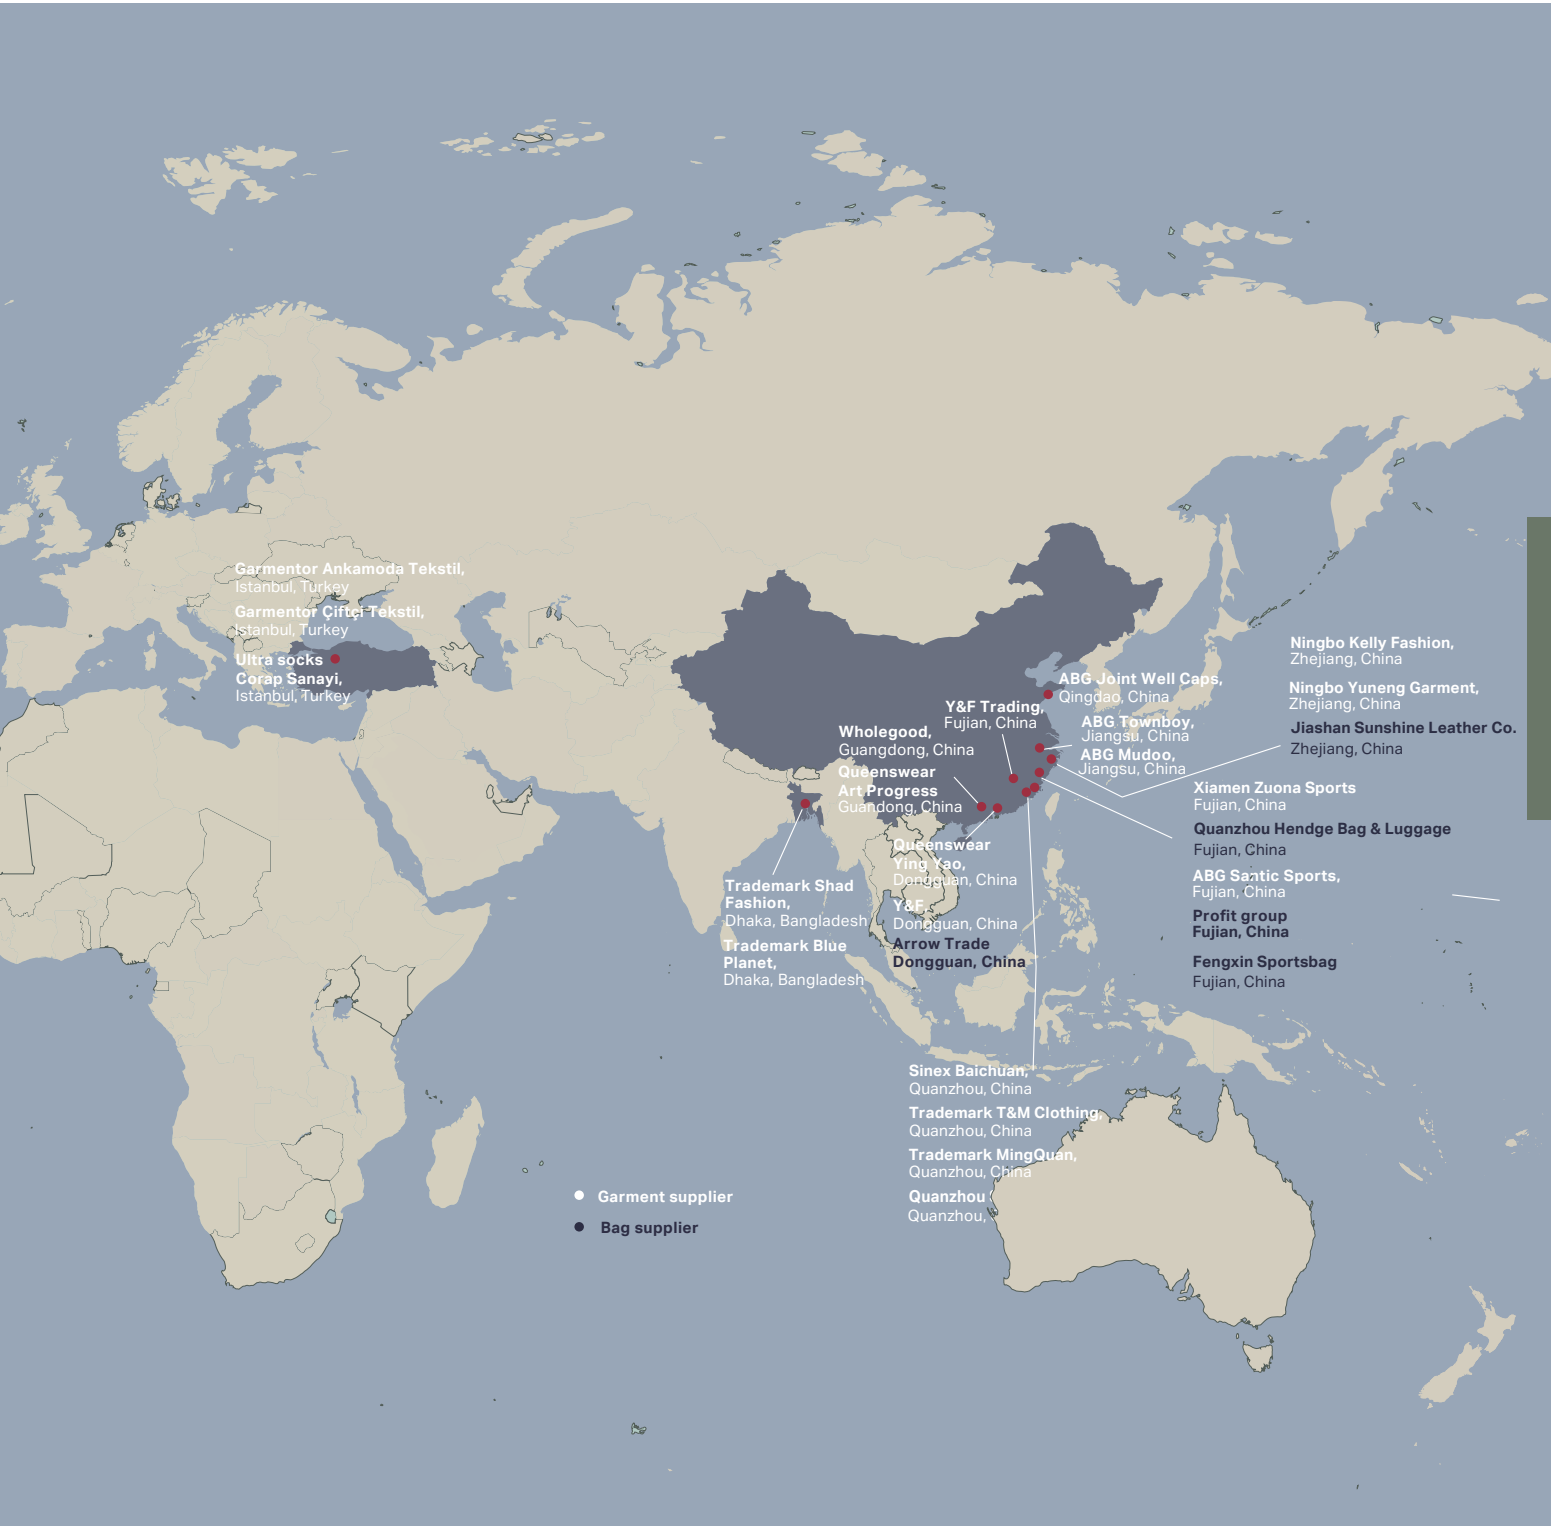 Garmentor Ankamoda Tekstil,
Istanbul, Turkey
Garmentor Çiftçi Tekstil,
Istanbul, Turkey
Ultra socks
Corap Sanayi,
Istanbul, Turkey
Ningbo Kelly Fashion,
Zhejiang, China
Ningbo Yuneng Garment,
Zhejiang, China
Jiashan Sunshine Leather Co.
Zhejiang, China
ABG Joint Well Caps,
Qingdao, China
Y&F Trading,
Fujian, China
ABG Townboy,
Jiangsu, China
ABG Mudoo,
Jiangsu, China
Wholegood,
Guangdong, China
Queenswear
Art Progress
Guandong, China
Xiamen Zuona Sports
Fujian, China
Quanzhou Hendge Bag & Luggage
Fujian, China
ABG Santic Sports,
Fujian, China
Profit group
Fujian, China
Fengxin Sportsbag
Fujian, China
Queenswear
Ying Yao,
Dongguan, China
Y&F,
Dongguan, China
Arrow Trade
Dongguan, China
Trademark Shad
Fashion,
Dhaka, Bangladesh
Trademark Blue
Planet,
Dhaka, Bangladesh
Sinex Baichuan,
Quanzhou, China
Trademark T&M Clothing,
Quanzhou, China
Trademark MingQuan,
Quanzhou, China
Quanzhou
Quanzhou,
Garment supplier
Bag supplier